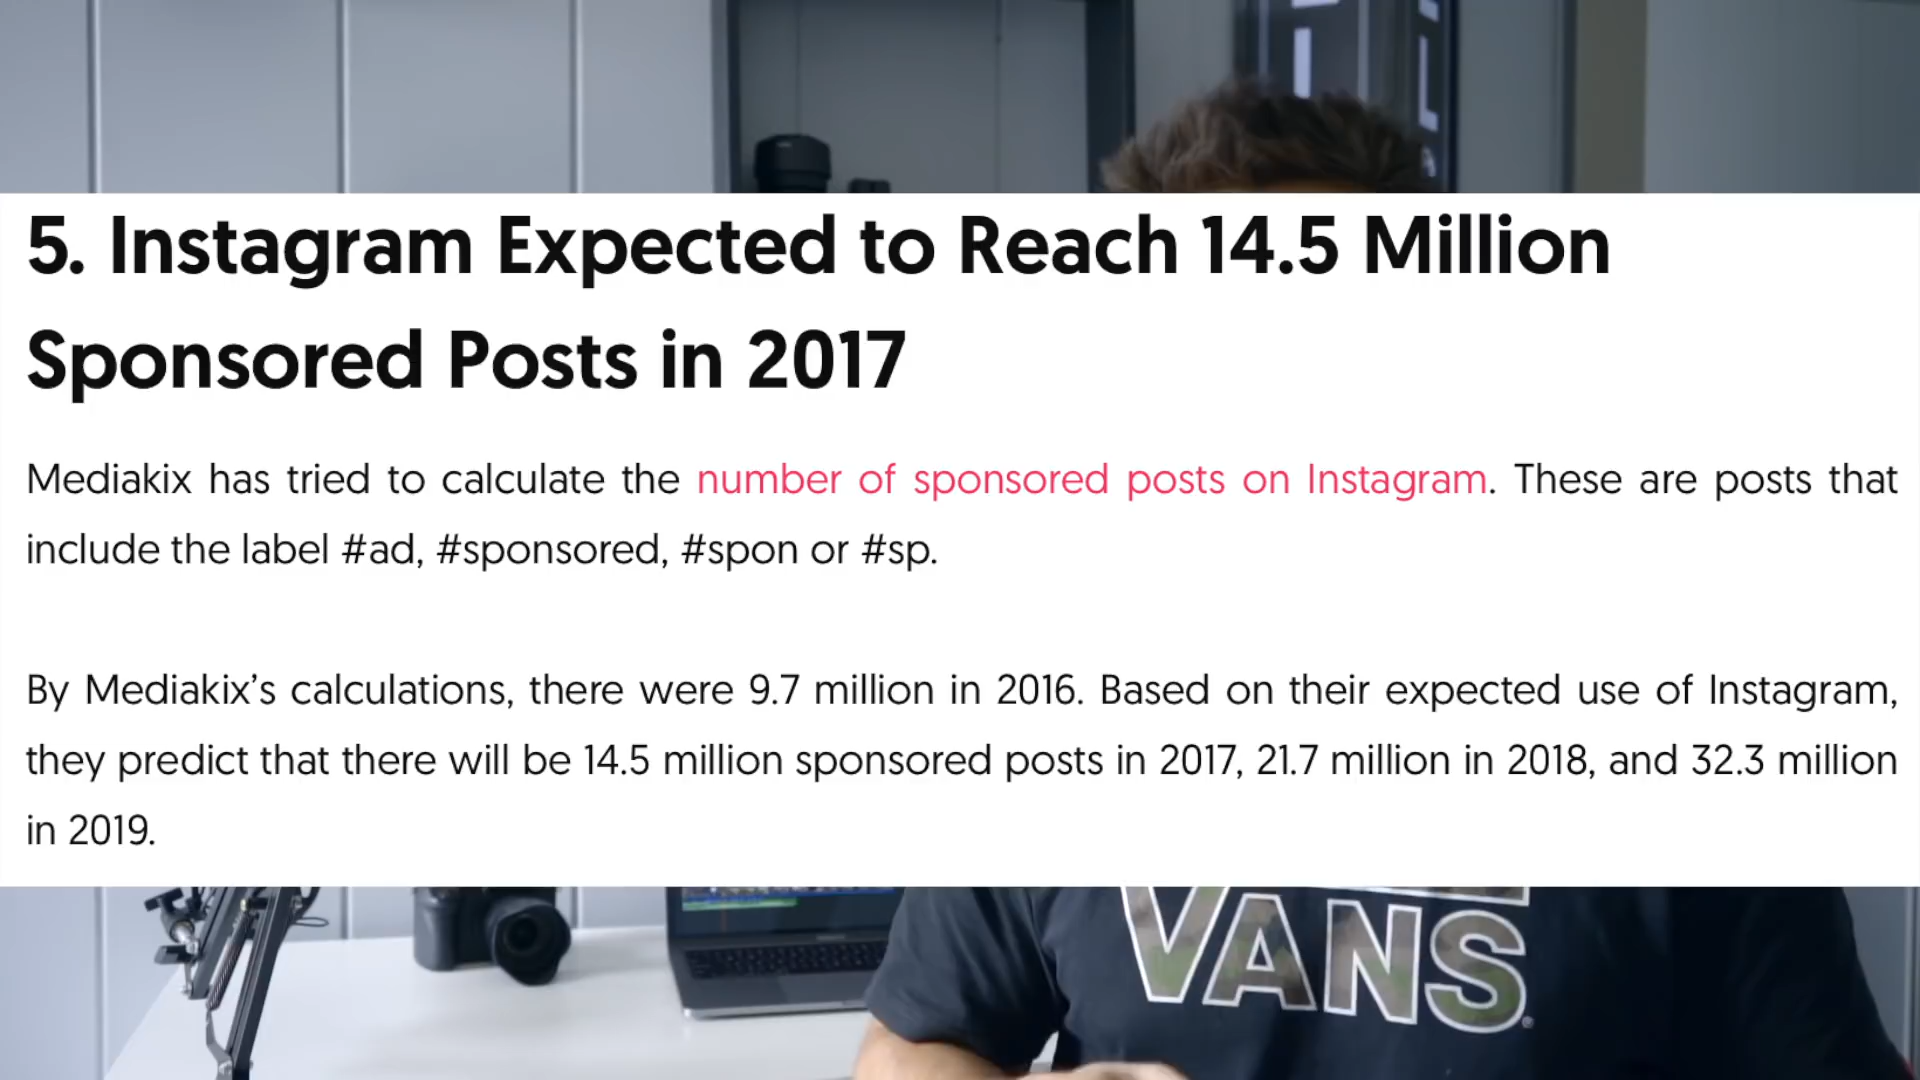 5. Instagram Expected to Reach 14.5 Million
Sponsored Posts in 2017
Mediakix has tried to calculate the number of sponsored posts on Instagram. These are posts that
include the label #ad, #sponsored, #spon or #sp.
By Mediakix’s calculations, there were 9.7 million in 2016. Based on their expected use of Instagram,
they predict that there will be 14.5 million sponsored posts in 2017, 21.7 million in 2018, and 32.3 million
in 2019.
VANS